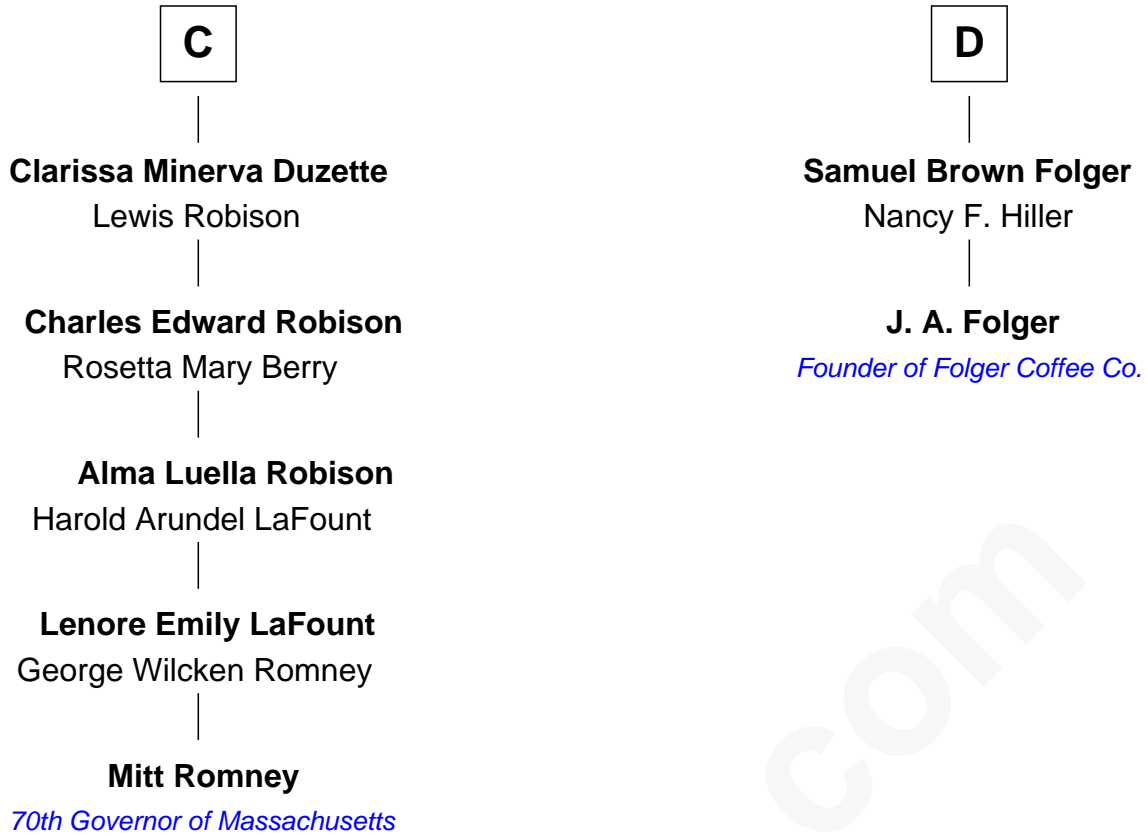 C
Clarissa Minerva Duzette
Lewis Robison
Charles Edward Robison
Rosetta Mary Berry
Alma Luella Robison
Harold Arundel LaFount
Lenore Emily LaFount
George Wilcken Romney
Mitt Romney
70th Governor of Massachusetts
D
Samuel Brown Folger
Nancy F. Hiller
J. A. Folger
Founder of Folger Coffee Co.
com